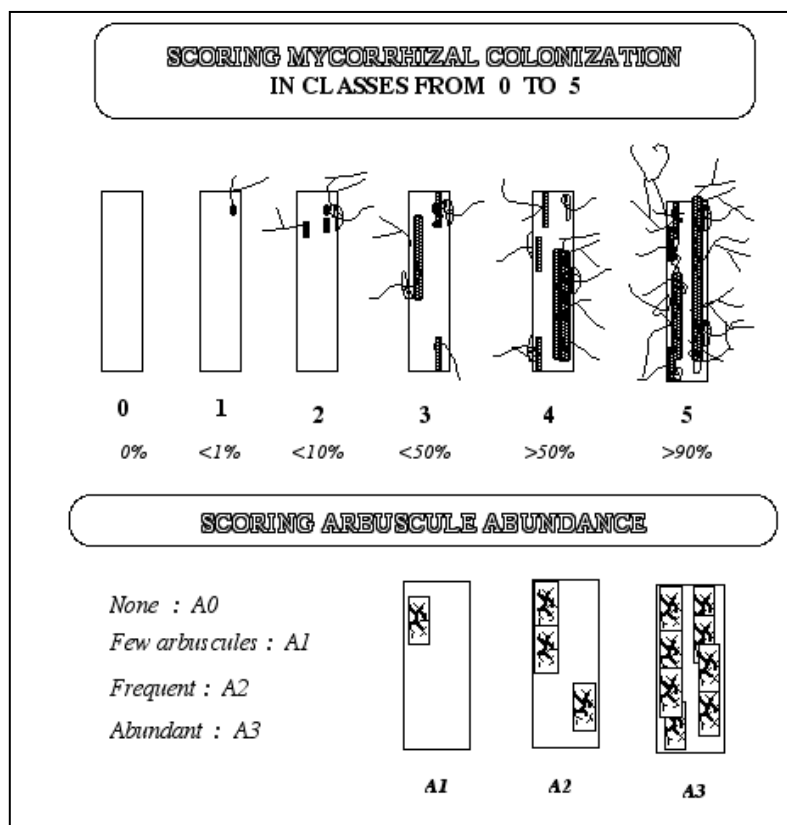 SCORING MYCORRHIZAL COLONIZATION
IN CLASSES FROM 0 TO 5
0 1 2 3 4 5
0% <1% <10% <50% >50% >90%
SCORING ARBUSCULE ABUNDANCE
None : A0
Few arbuscules : A1
Frequent : A2
Abundant : A3
A1 A2 A3